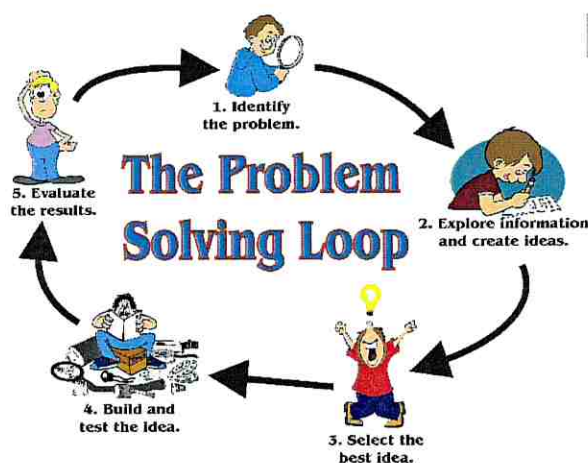 The Problem
Solving Loop
1. Identify
the problem.
2. Explore information
and create ideas.
3. Select the
best idea.
4. Build and
test the idea.
5. Evaluate
the results.